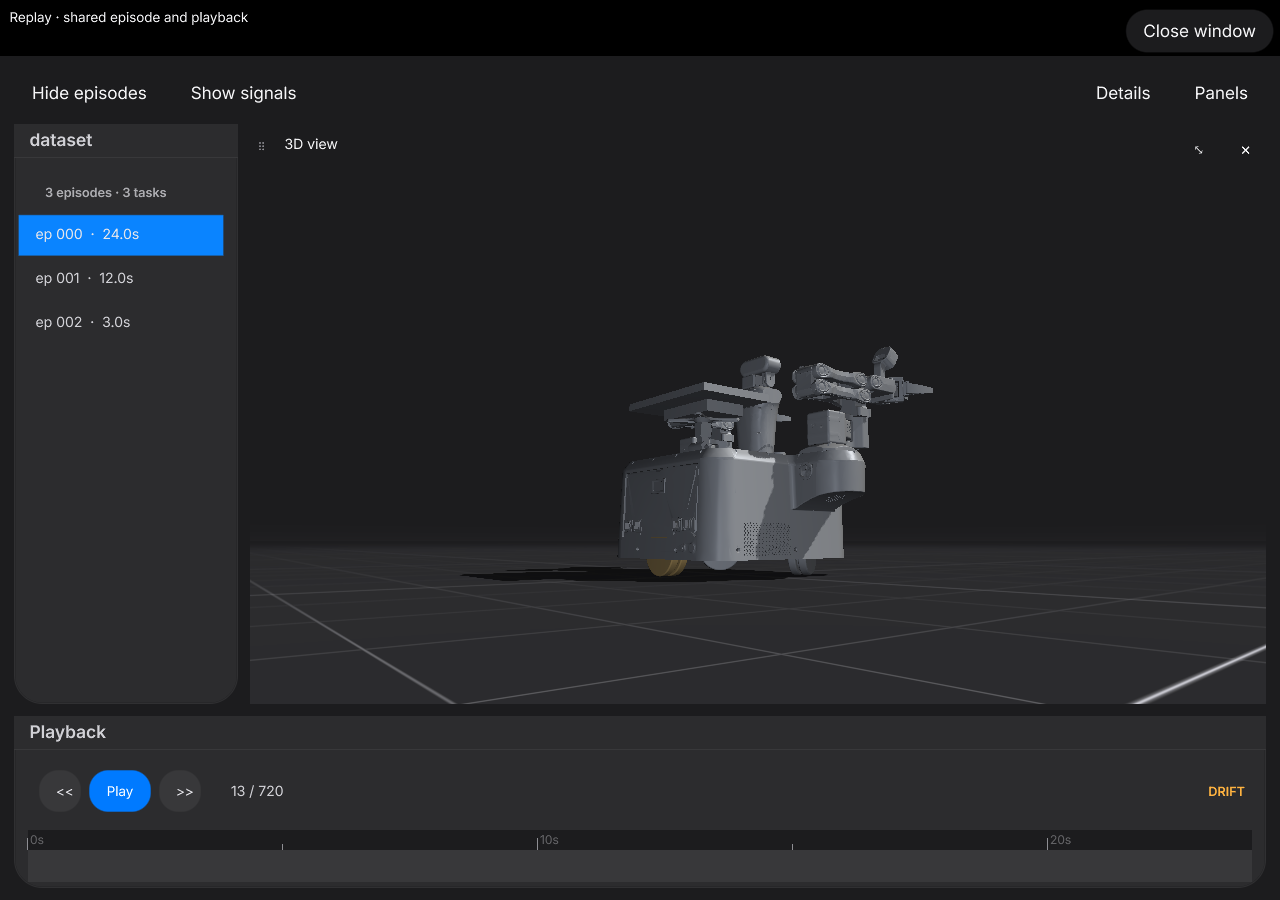 Replay · shared episode and playback
Close window
Hide episodes
Show signals
Details
Panels
dataset
3D view
3 episodes · 3 tasks
ep 000 · 24.0s
ep 001 · 12.0s
ep 002 · 3.0s
Playback
<<
Play
>>
13 / 720
DRIFT
0s
10s
20s